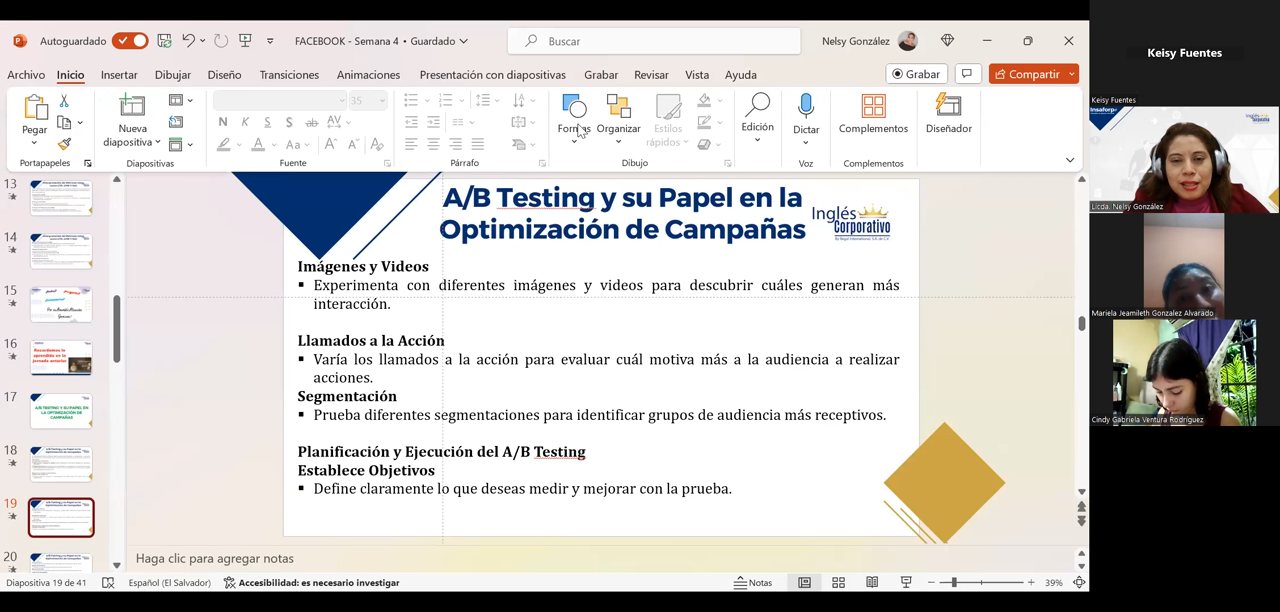 Autoguardado
FACEBOOK - Semana 4 • Guardado
Buscar
Nelsy González
Archivo Inicio Insertar Dibujar Diseño Transiciones Animaciones Presentación con diapositivas Grabar Revisar Vista Ayuda
Grabar
Compartir
Pegar
Nueva
diapositiva
35
N K S S ab AV
A Aa A A A
Formas
Organizar
Estilos
rápidos
Edición
Dictar
Complementos
Diseñador
Portapapeles Diapositivas Fuente Párrafo Dibujo Voz Complementos
13
14
15
16
17
18
19
20
A/B Testing y su Papel en la
Optimización de Campañas
Inglés
Corporativo
Imágenes y Videos
▪ Experimenta con diferentes imágenes y videos para descubrir cuáles generan más
interacción.
Llamados a la Acción
▪ Varía los llamados a la acción para evaluar cuál motiva más a tu audiencia a realizar
acciones.
Segmentación
▪ Prueba diferentes segmentaciones para identificar grupos de audiencia más receptivos.
Planificación y Ejecución del A/B Testing
Establece Objetivos
▪ Define claramente lo que deseas medir y mejorar con la prueba.
Haga clic para agregar notas
Diapositiva 19 de 41
Español (El Salvador)
Accesibilidad: es necesario investigar
Notas
39%
Keisy Fuentes
Keisy Fuentes
Licda. Nelsy González
Mariela Jeamileth Gonzalez Alvarado
Cindy Gabriela Ventura Rodríguez